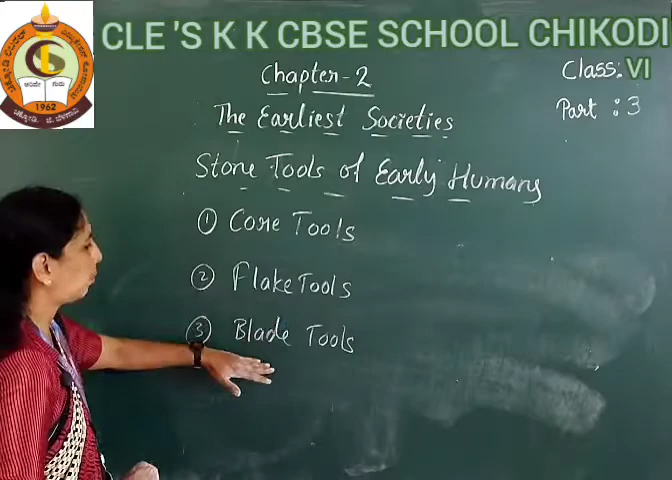 CLE 'S K K CBSE SCHOOL CHIKODI
Chapter-2
Class: VI
The Earliest Societies
Part : 3
Stone Tools of Early Humans
① Core Tools
② Flake Tools
③ Blade Tools
1962